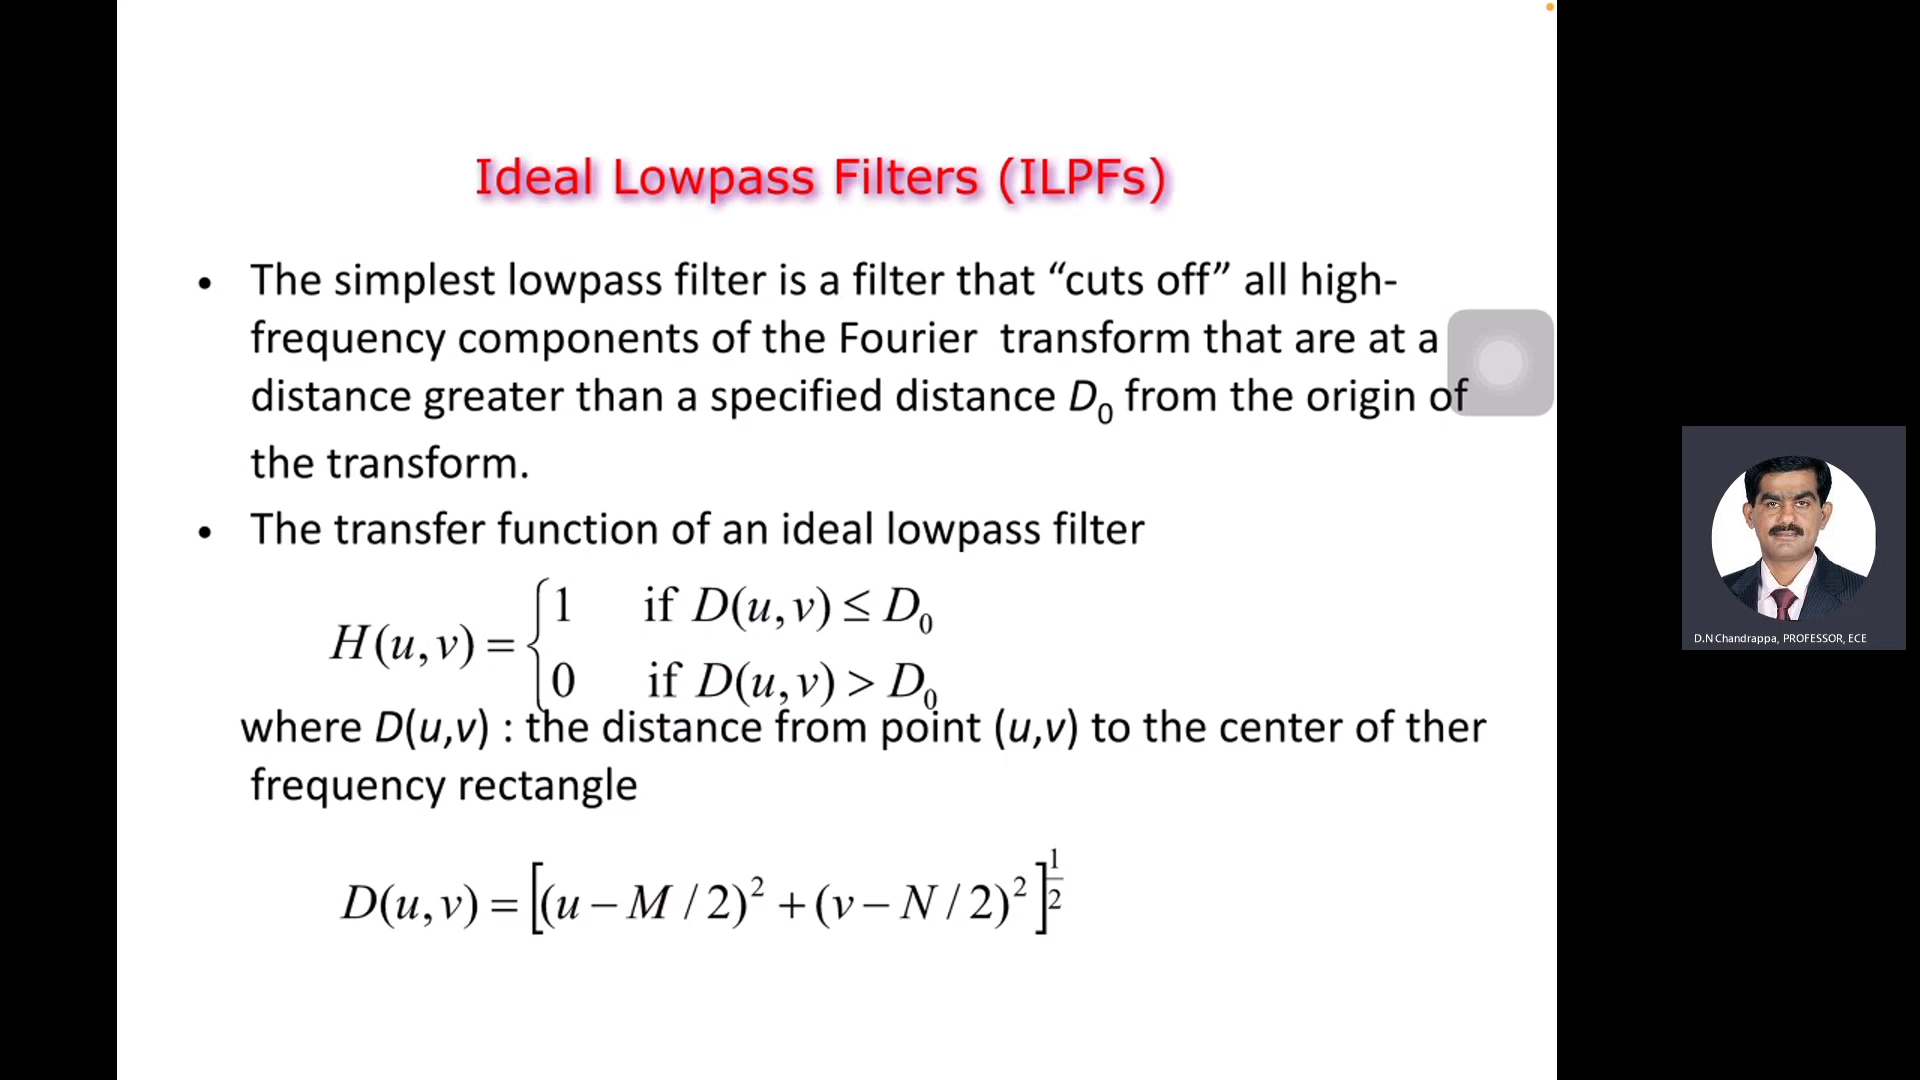 Ideal Lowpass Filters (ILPFs)
• The simplest lowpass filter is a filter that “cuts off” all high-
frequency components of the Fourier transform that are at a
distance greater than a specified distance D₀ from the origin of
the transform.
• The transfer function of an ideal lowpass filter
H(u,v) = { 1 if D(u,v) ≤ D₀
0 if D(u,v) > D₀
where D(u,v) : the distance from point (u,v) to the center of ther
frequency rectangle
D(u,v) = [(u − M / 2)² + (v − N / 2)²]^(1/2)
D.N Chandrappa, PROFESSOR, ECE